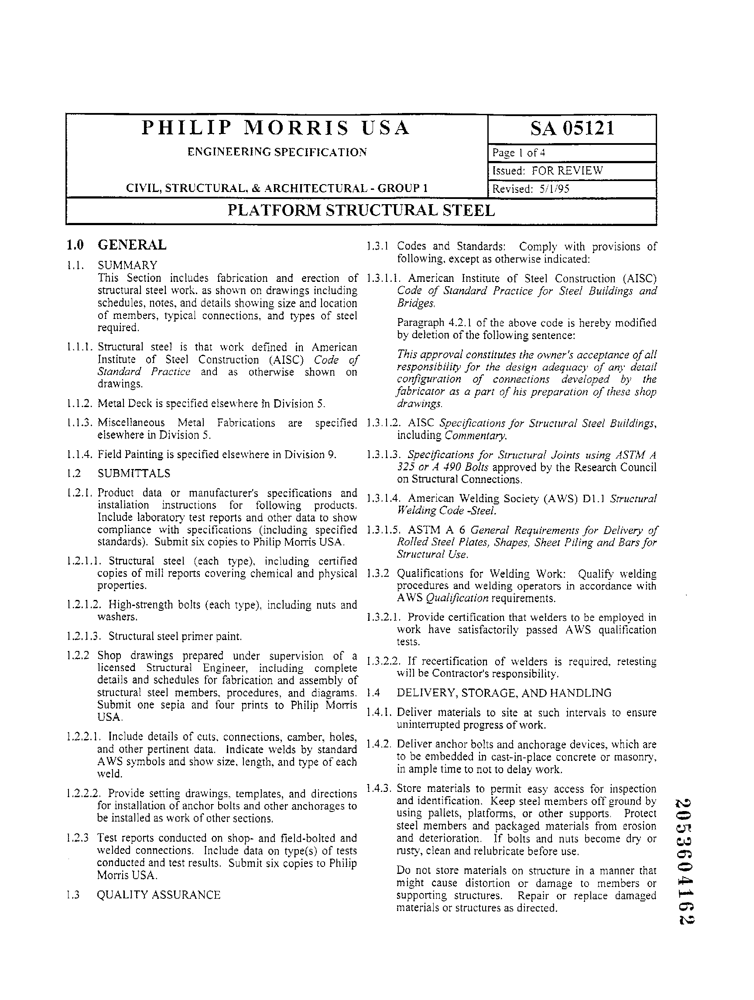 PHILIP MORRIS USA
ENGINEERING SPECIFICATION
CIVIL, STRUCTURAL, & ARCHITECTURAL - GROUP 1
SA 05121
Page 1 of 4
Issued: FOR REVIEW
Revised: 5/1/95
PLATFORM STRUCTURAL STEEL
1.0 GENERAL
1.1. SUMMARY
This Section includes fabrication and erection of
structural steel work, as shown on drawings including
schedules, notes, and details showing size and location
of members, typical connections, and types of steel
required.
1.1.1. Structural steel is that work defined in American
Institute of Steel Construction (AISC) Code of
Standard Practice and as otherwise shown on
drawings.
1.1.2. Metal Deck is specified elsewhere in Division 5.
1.1.3. Miscellaneous Metal Fabrications are specified
elsewhere in Division 5.
1.1.4. Field Painting is specified elsewhere in Division 9.
1.2 SUBMITTALS
1.2.1. Product data or manufacturer's specifications and
installation instructions for following products.
Include laboratory test reports and other data to show
compliance with specifications (including specified
standards). Submit six copies to Philip Morris USA.
1.2.1.1. Structural steel (each type), including certified
copies of mill reports covering chemical and physical
properties.
1.2.1.2. High-strength bolts (each type), including nuts and
washers.
1.2.1.3. Structural steel primer paint.
1.2.2 Shop drawings prepared under supervision of a
licensed Structural Engineer, including complete
details and schedules for fabrication and assembly of
structural steel members, procedures, and diagrams.
Submit one sepia and four prints to Philip Morris
USA.
1.2.2.1. Include details of cuts, connections, camber, holes,
and other pertinent data. Indicate welds by standard
AWS symbols and show size, length, and type of each
weld.
1.2.2.2. Provide setting drawings, templates, and directions
for installation of anchor bolts and other anchorages to
be installed as work of other sections.
1.2.3 Test reports conducted on shop- and field-bolted and
welded connections. Include data on type(s) of tests
conducted and test results. Submit six copies to Philip
Morris USA.
1.3 QUALITY ASSURANCE
1.3.1 Codes and Standards: Comply with provisions of
following, except as otherwise indicated:
1.3.1.1. American Institute of Steel Construction (AISC)
Code of Standard Practice for Steel Buildings and
Bridges.
Paragraph 4.2.1 of the above code is hereby modified
by deletion of the following sentence:
This approval constitutes the owner's acceptance of all
responsibility for the design adequacy of any detail
configuration of connections developed by the
fabricator as a part of his preparation of these shop
drawings.
1.3.1.2. AISC Specifications for Structural Steel Buildings,
including Commentary.
1.3.1.3. Specifications for Structural Joints using ASTM A
325 or A 490 Bolts approved by the Research Council
on Structural Connections.
1.3.1.4. American Welding Society (AWS) D1.1 Structural
Welding Code -Steel.
1.3.1.5. ASTM A 6 General Requirements for Delivery of
Rolled Steel Plates, Shapes, Sheet Piling and Bars for
Structural Use.
1.3.2 Qualifications for Welding Work: Qualify welding
procedures and welding operators in accordance with
AWS Qualification requirements.
1.3.2.1. Provide certification that welders to be employed in
work have satisfactorily passed AWS qualification
tests.
1.3.2.2. If recertification of welders is required, retesting
will be Contractor's responsibility.
1.4 DELIVERY, STORAGE, AND HANDLING
1.4.1. Deliver materials to site at such intervals to ensure
uninterrupted progress of work.
1.4.2. Deliver anchor bolts and anchorage devices, which are
to be embedded in cast-in-place concrete or masonry,
in ample time to not to delay work.
1.4.3. Store materials to permit easy access for inspection
and identification. Keep steel members off ground by
using pallets, platforms, or other supports. Protect
steel members and packaged materials from erosion
and deterioration. If bolts and nuts become dry or
rusty, clean and relubricate before use.
Do not store materials on structure in a manner that
might cause distortion or damage to members or
supporting structures. Repair or replace damaged
materials or structures as directed.
2053604162